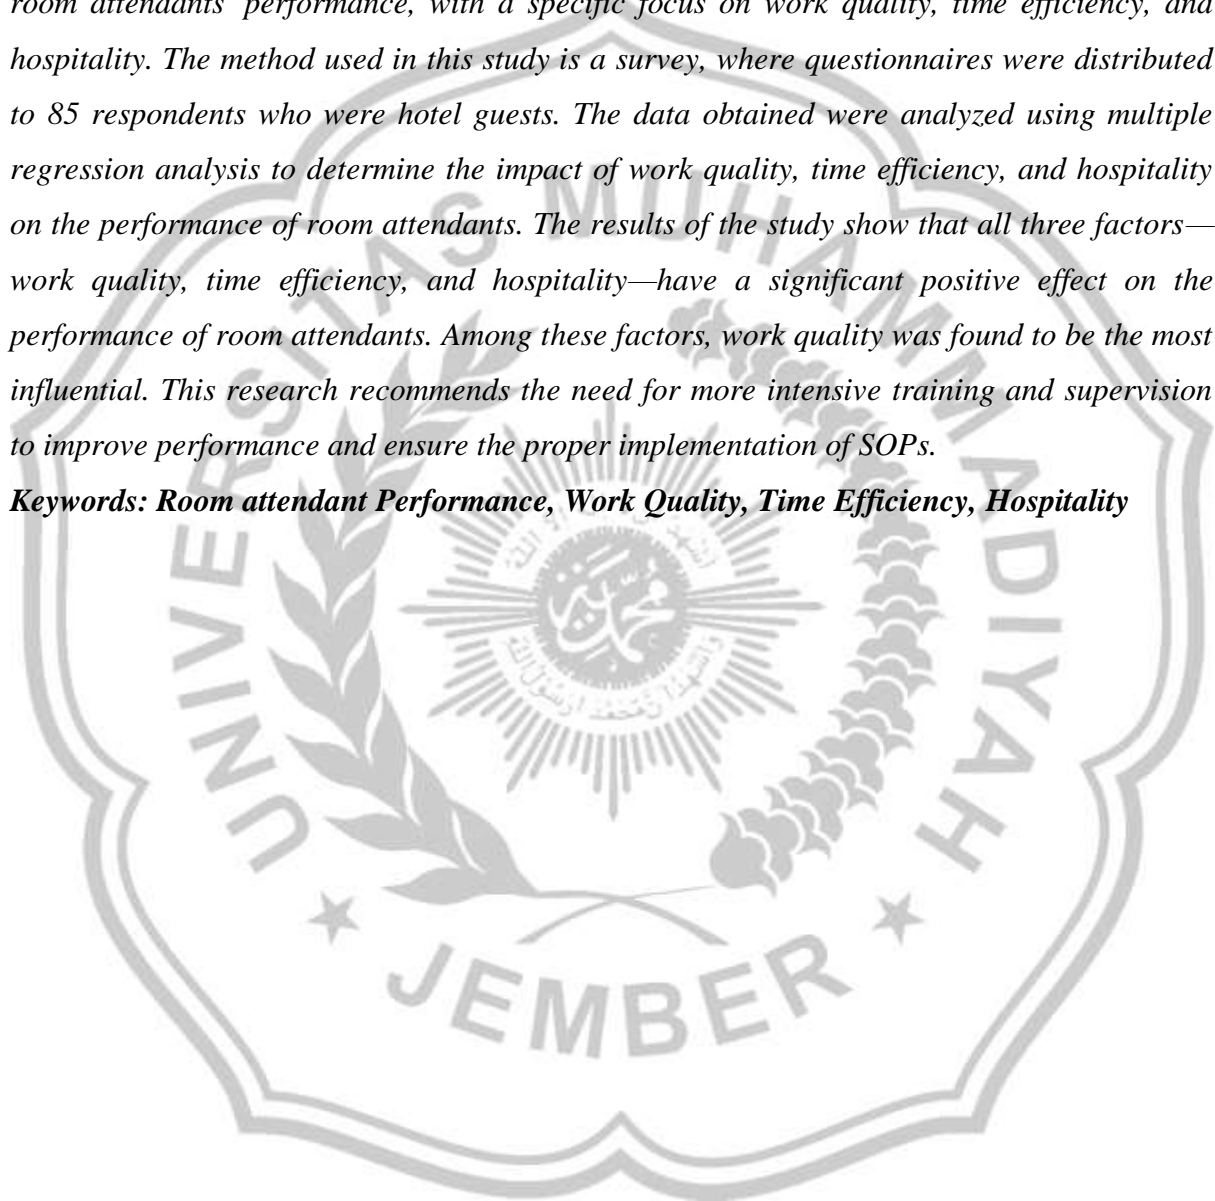 room attendants' performance, with a specific focus on work quality, time efficiency, and
hospitality. The method used in this study is a survey, where questionnaires were distributed
to 85 respondents who were hotel guests. The data obtained were analyzed using multiple
regression analysis to determine the impact of work quality, time efficiency, and hospitality
on the performance of room attendants. The results of the study show that all three factors—
work quality, time efficiency, and hospitality—have a significant positive effect on the
performance of room attendants. Among these factors, work quality was found to be the most
influential. This research recommends the need for more intensive training and supervision
to improve performance and ensure the proper implementation of SOPs.
Keywords: Room attendant Performance, Work Quality, Time Efficiency, Hospitality
UNIVERSITAS MUHAMMADIYAH
JEMBER